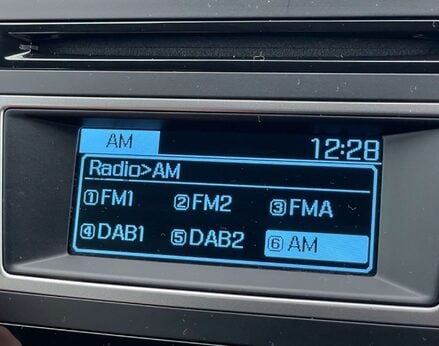 AM 12:28
Radio>AM
①FM1 ②FM2 ③FMA
④DAB1 ⑤DAB2 ⑥AM